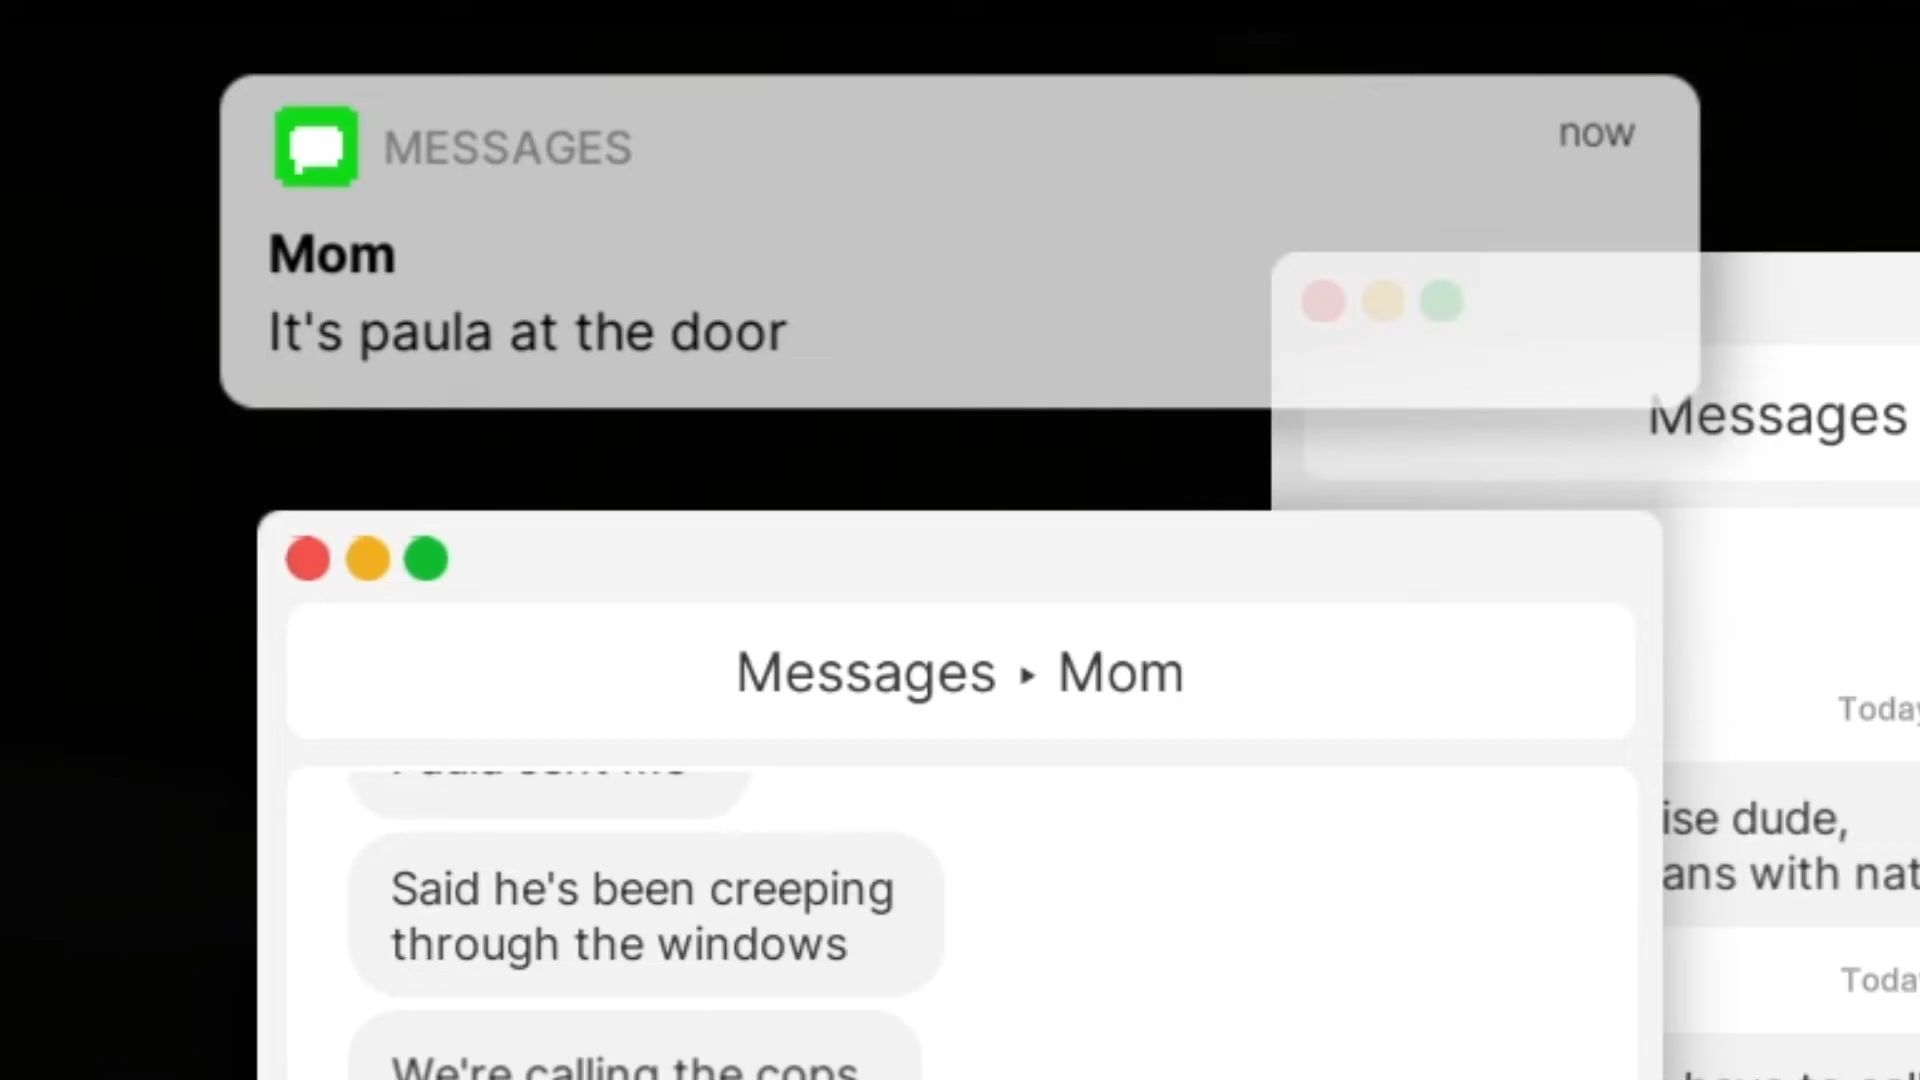 MESSAGES
now
Mom
It's paula at the door
Messages
Messages ▸ Mom
Said he's been creeping
through the windows
We're calling the cops
ise dude,
ans with nat